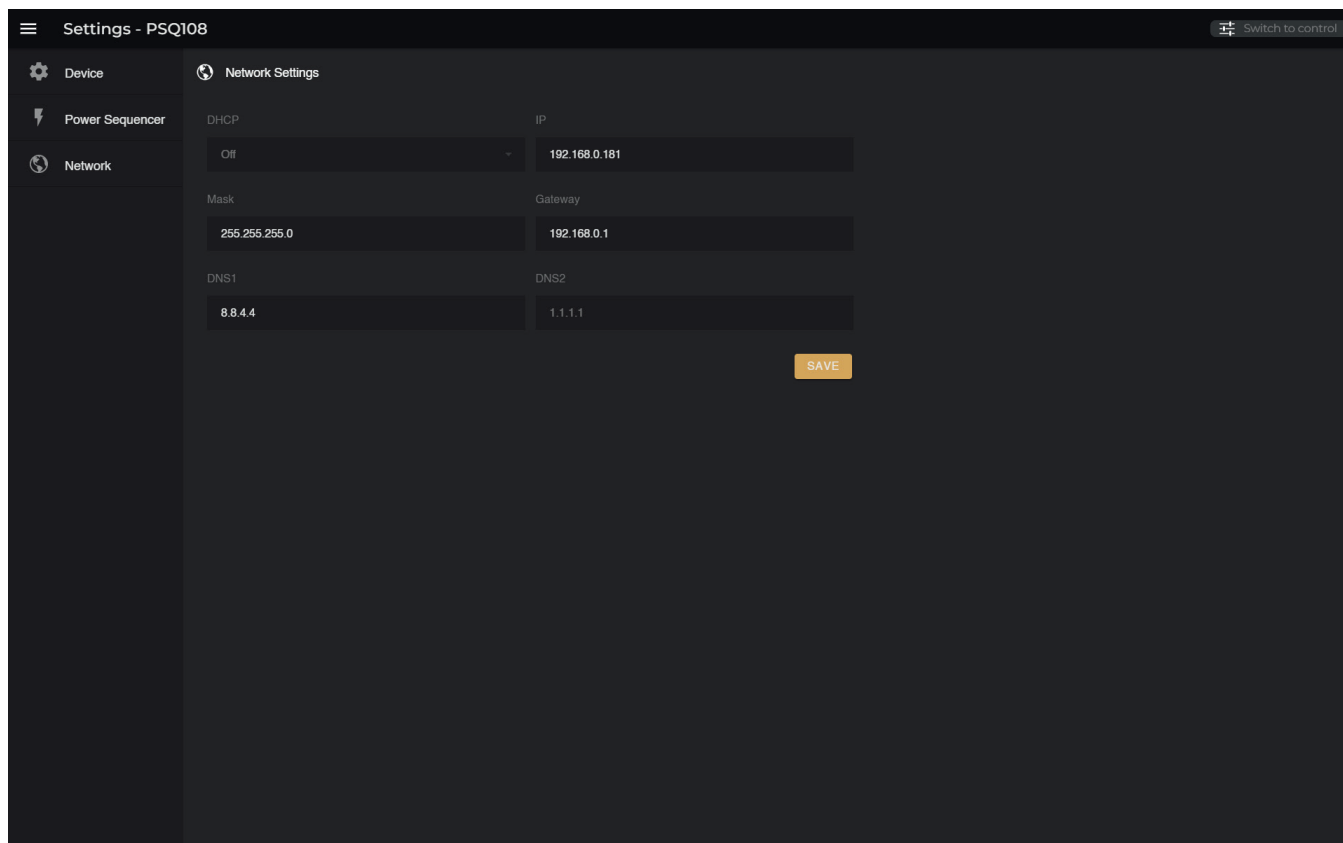 Settings - PSQ108
Switch to control
Device
Power Sequencer
Network
Network Settings
DHCP
IP
Off
192.168.0.181
Mask
Gateway
255.255.255.0
192.168.0.1
DNS1
DNS2
8.8.4.4
1.1.1.1
SAVE